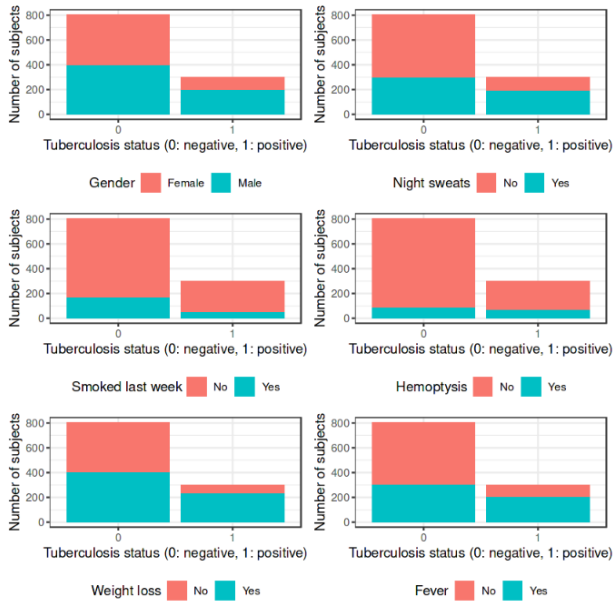 Number of subjects
800
600
400
200
0
0
1
Tuberculosis status (0: negative, 1: positive)
Gender Female Male
Number of subjects
800
600
400
200
0
0
1
Tuberculosis status (0: negative, 1: positive)
Night sweats No Yes
Number of subjects
800
600
400
200
0
0
1
Tuberculosis status (0: negative, 1: positive)
Smoked last week No Yes
Number of subjects
800
600
400
200
0
0
1
Tuberculosis status (0: negative, 1: positive)
Hemoptysis No Yes
Number of subjects
800
600
400
200
0
0
1
Tuberculosis status (0: negative, 1: positive)
Weight loss No Yes
Number of subjects
800
600
400
200
0
0
1
Tuberculosis status (0: negative, 1: positive)
Fever No Yes